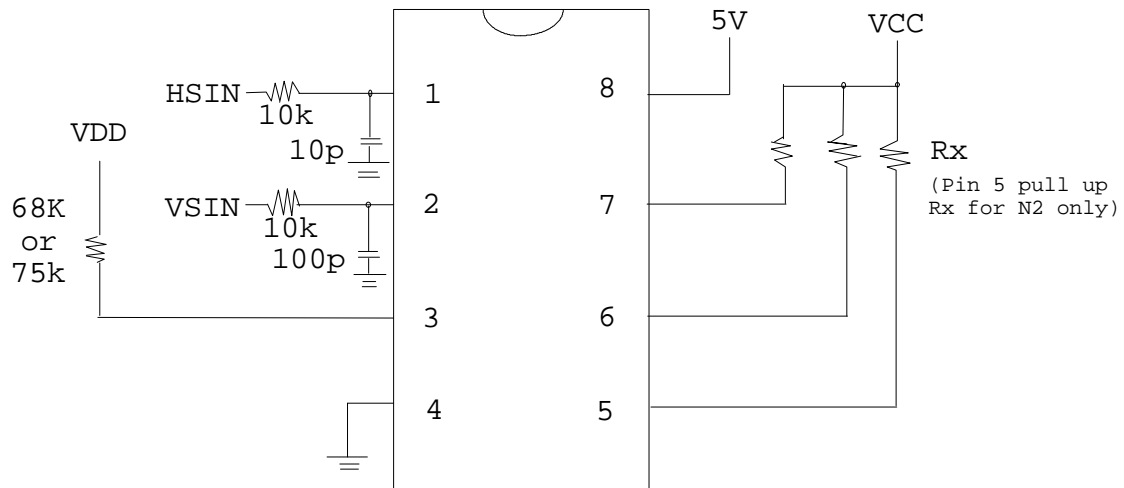 5V
VCC
HSIN
10k
1
8
VDD
10p
Rx
(Pin 5 pull up
Rx for N2 only)
68K
or
75k
VSIN
10k
2
7
100p
3
6
4
5